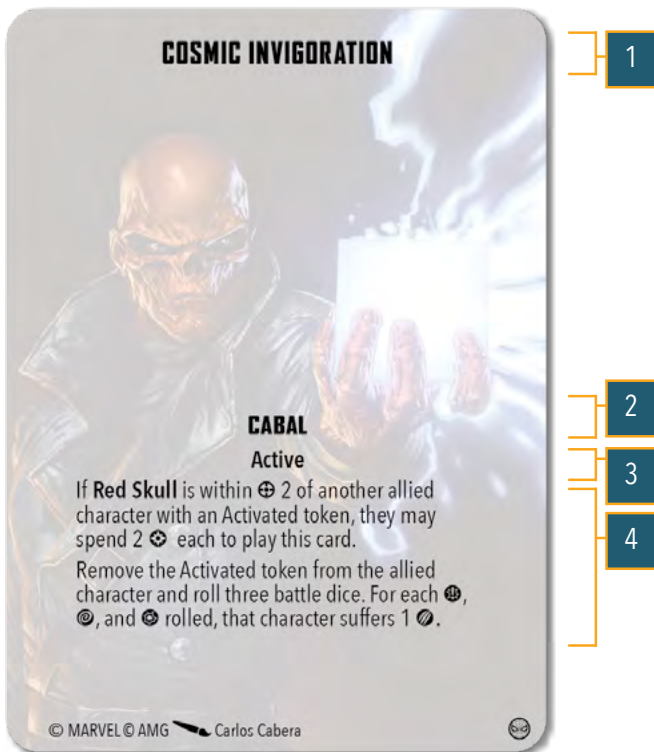 COSMIC INVIGORATION
1
2
3
4
CABAL
Active
If Red Skull is within 2 of another allied
character with an Activated token, they may
spend 2 each to play this card.
Remove the Activated token from the allied
character and roll three battle dice. For each ,
, and rolled, that character suffers 1 .
© MARVEL © AMG Carlos Cabera